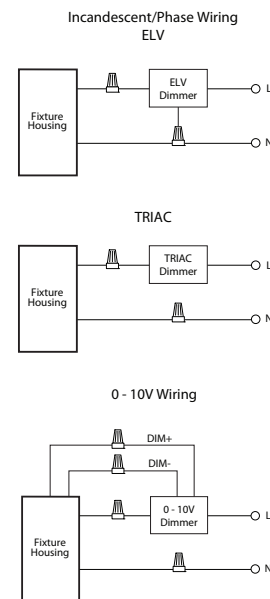 Incandescent/Phase Wiring
ELV
ELV
Dimmer
L
Fixture
Housing
N
TRIAC
TRIAC
Dimmer
L
Fixture
Housing
N
0 - 10V Wiring
DIM+
DIM-
0 - 10V
Dimmer
L
Fixture
Housing
N